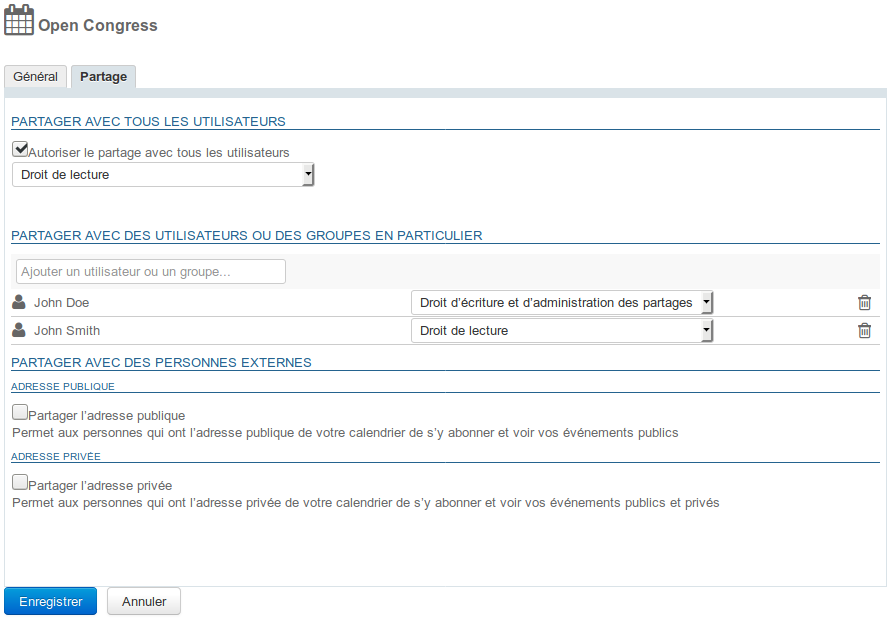 Open Congress
Général Partage
PARTAGER AVEC TOUS LES UTILISATEURS
Autoriser le partage avec tous les utilisateurs
Droit de lecture
PARTAGER AVEC DES UTILISATEURS OU DES GROUPES EN PARTICULIER
Ajouter un utilisateur ou un groupe...
John Doe Droit d'écriture et d'administration des partages
John Smith Droit de lecture
PARTAGER AVEC DES PERSONNES EXTERNES
ADRESSE PUBLIQUE
Partager l'adresse publique
Permet aux personnes qui ont l'adresse publique de votre calendrier de s'y abonner et voir vos événements publics
ADRESSE PRIVÉE
Partager l'adresse privée
Permet aux personnes qui ont l'adresse privée de votre calendrier de s'y abonner et voir vos événements publics et privés
Enregistrer Annuler